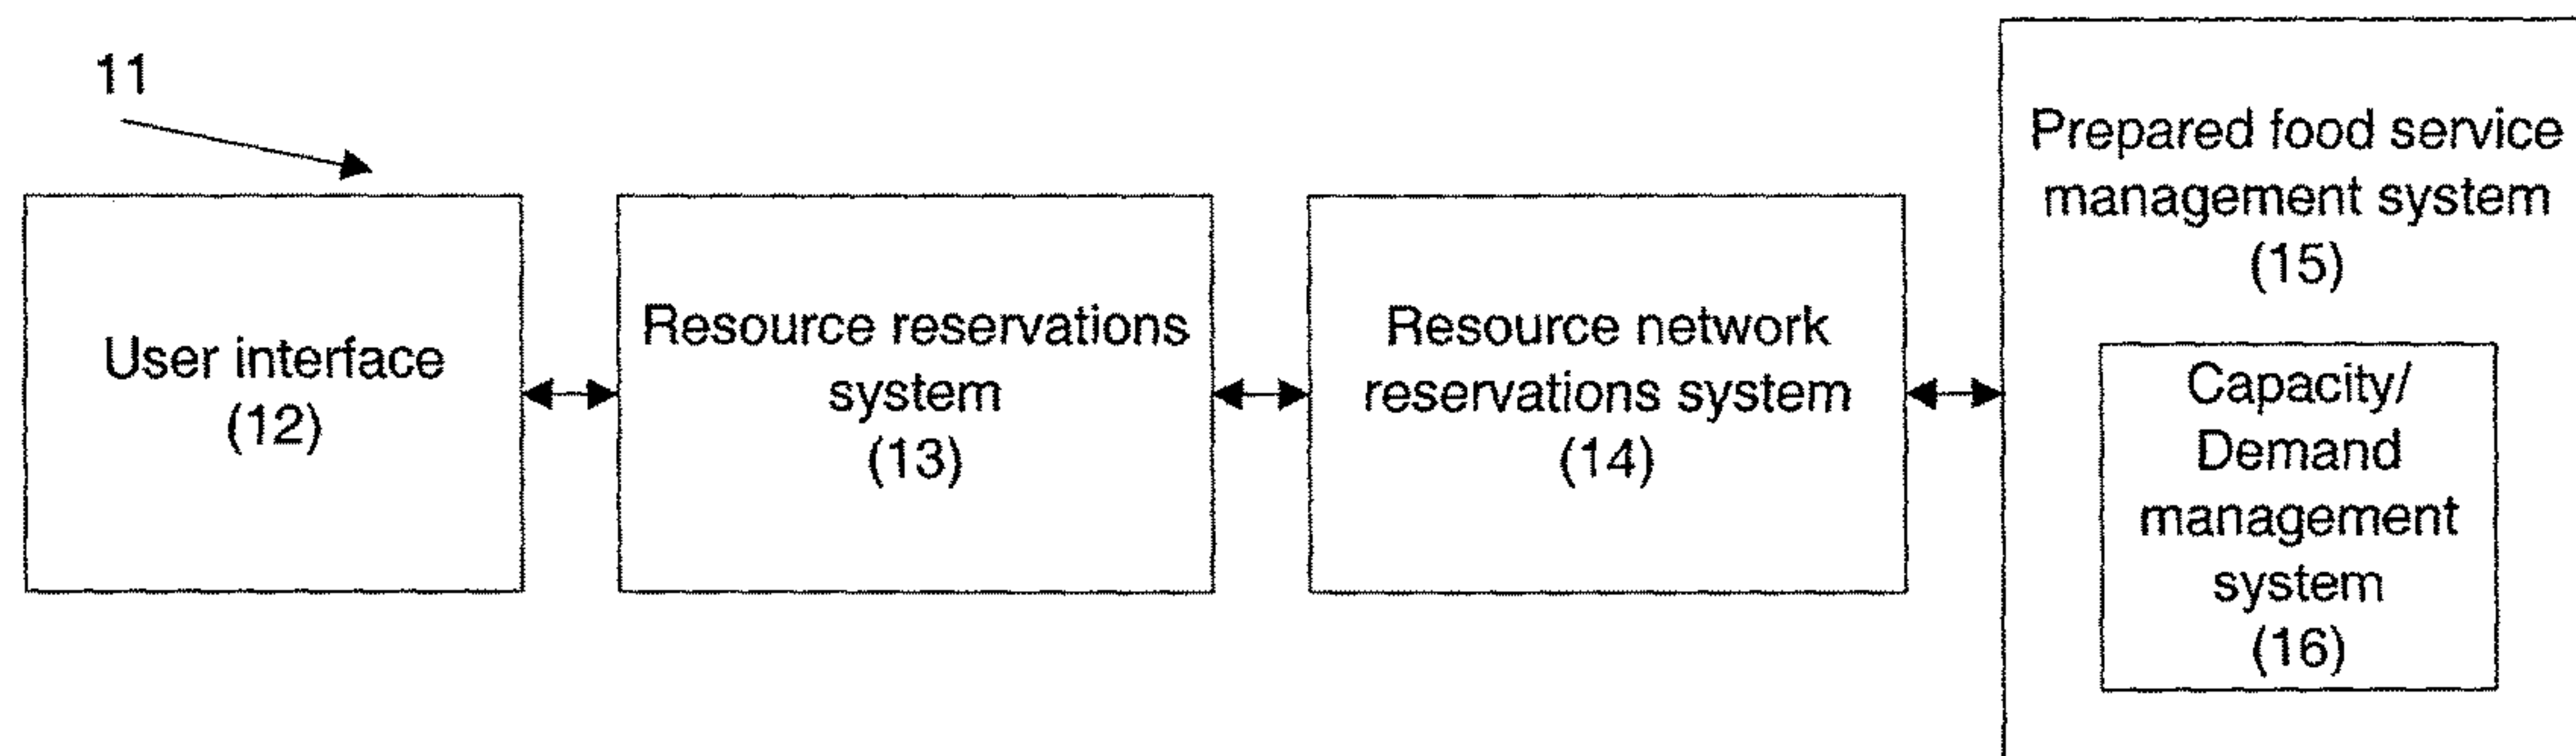 11
User interface
(12)
Resource reservations
system
(13)
Resource network
reservations system
(14)
Prepared food service
management system
(15)
Capacity/
Demand
management
system
(16)